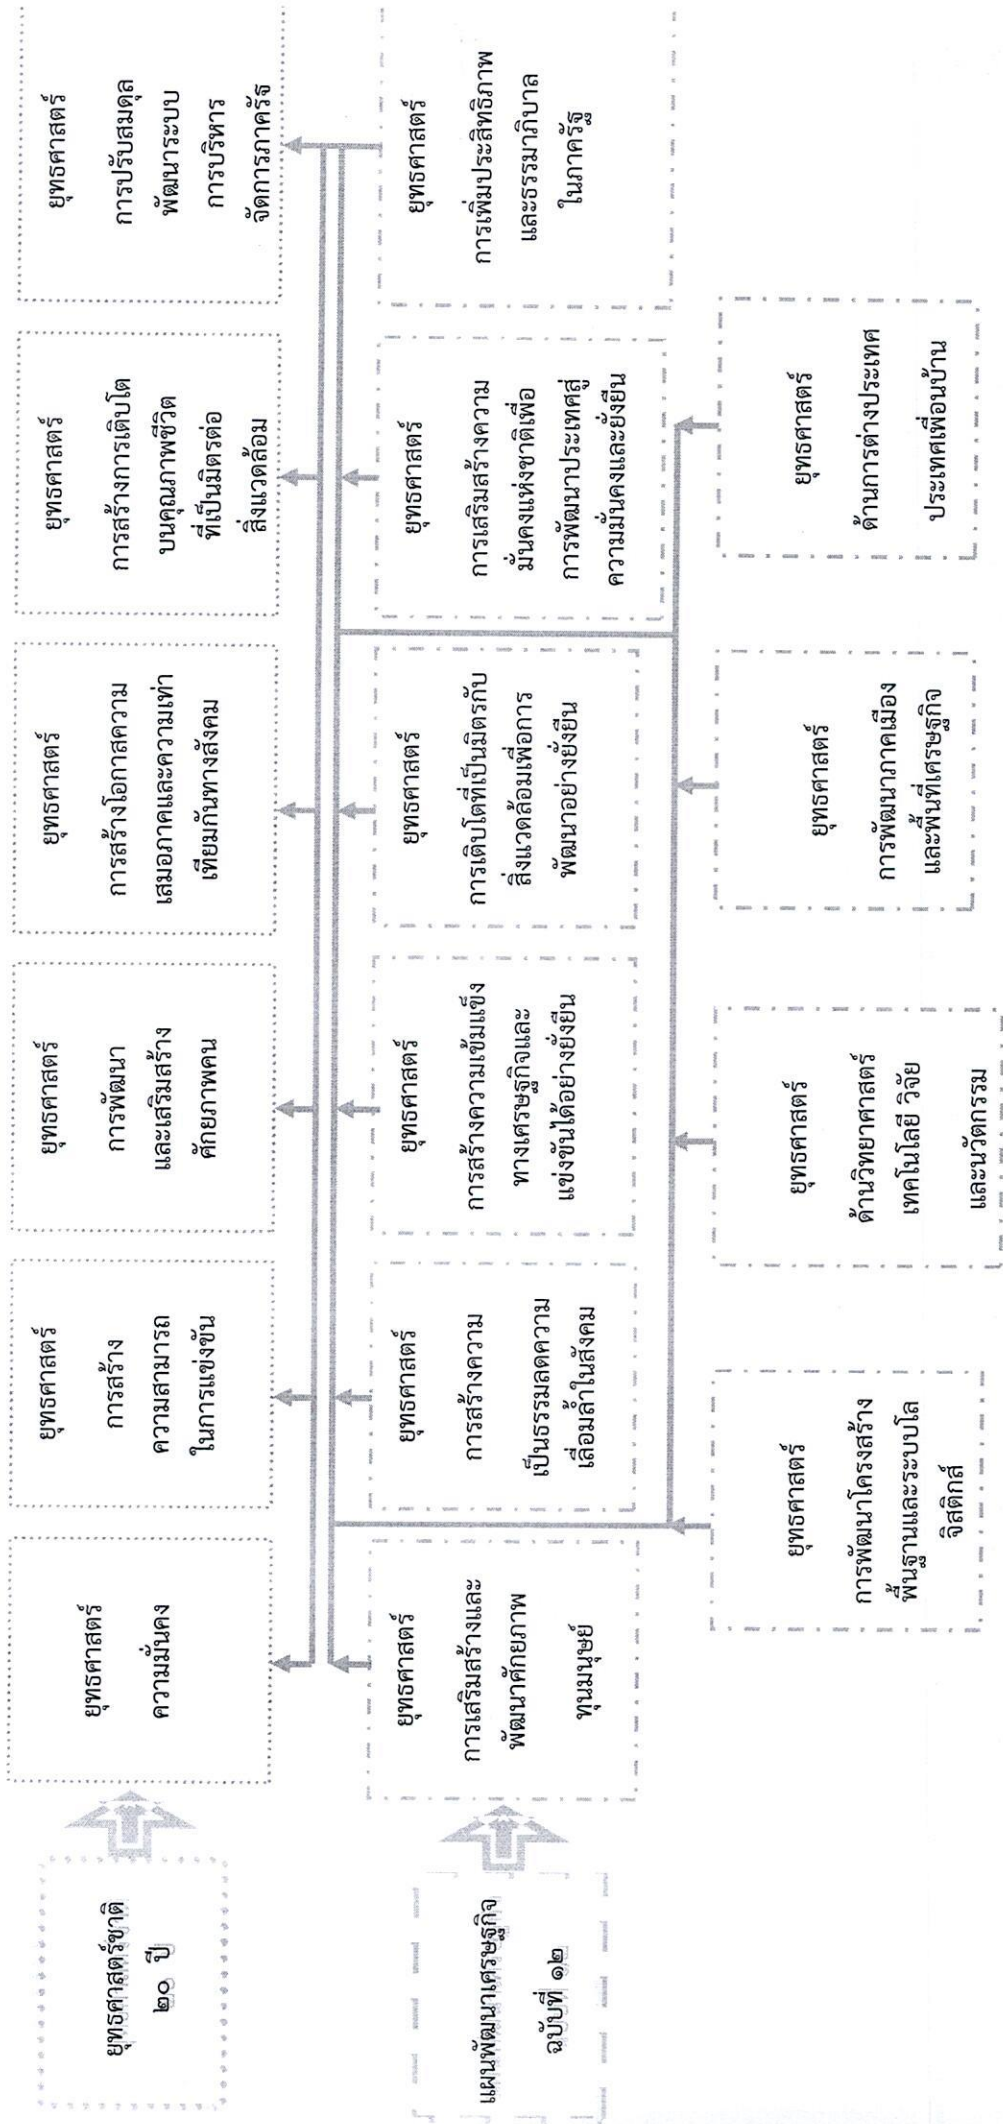 ยุทธศาสตร์ชาติ
๒๐ ปี
ยุทธศาสตร์
ความมั่นคง
ยุทธศาสตร์
การสร้าง
ความสามารถ
ในการแข่งขัน
ยุทธศาสตร์
การพัฒนา
และเสริมสร้าง
ศักยภาพคน
ยุทธศาสตร์
การสร้างโอกาสความ
เสมอภาคและความเท่า
เทียมกันทางสังคม
ยุทธศาสตร์
การสร้างการเติบโต
บนคุณภาพชีวิต
ที่เป็นมิตรต่อ
สิ่งแวดล้อม
ยุทธศาสตร์
การปรับสมดุล
พัฒนาระบบ
การบริหาร
จัดการภาครัฐ
แผนพัฒนาเศรษฐกิจ
ฉบับที่ ๑๒
ยุทธศาสตร์
การเสริมสร้างและ
พัฒนาศักยภาพ
ทุนมนุษย์
ยุทธศาสตร์
การสร้างความ
เป็นธรรมลดความ
เลื่อมล้ำในสังคม
ยุทธศาสตร์
การสร้างความเข้มแข็ง
ทางเศรษฐกิจและ
แข่งขันได้อย่างยั่งยืน
ยุทธศาสตร์
การเติบโตที่เป็นมิตรกับ
สิ่งแวดล้อมเพื่อการ
พัฒนาอย่างยั่งยืน
ยุทธศาสตร์
การเสริมสร้างความ
มั่นคงแห่งชาติเพื่อ
การพัฒนาประเทศสู่
ความมั่นคงและยั่งยืน
ยุทธศาสตร์
การเพิ่มประสิทธิภาพ
และธรรมาภิบาล
ในภาครัฐ
ยุทธศาสตร์
การพัฒนาโครงสร้าง
พื้นฐานและระบบโล
จิสติกส์
ยุทธศาสตร์
ด้านวิทยาศาสตร์
เทคโนโลยี วิจัย
และนวัตกรรม
ยุทธศาสตร์
การพัฒนาภาคเมือง
และพื้นที่เศรษฐกิจ
ยุทธศาสตร์
ด้านการต่างประเทศ
ประเทศเพื่อนบ้าน